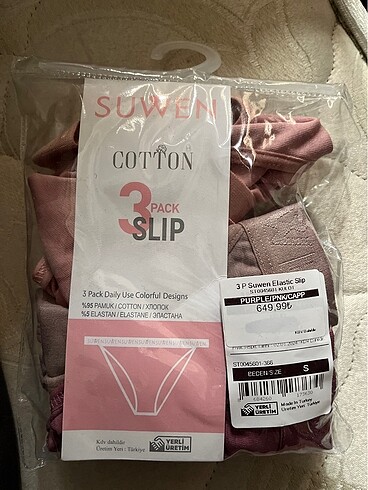 SUWEN
COTTON
3 PACK
SLIP
3 Pack Daily Use Colorful Designs
%95 PAMUK / COTTON / ХЛОПОК
%5 ELASTAN / ELASTANE / ЭЛАСТАНА
Kdv dahildir
Üretim Yeri : Türkiye
YERLİ
ÜRETİM
3 P Suwen Elastic Slip
PURPLE/PNK/CAPP
649,99₺
ST0045601-366
BEDEN/SIZE
S
Made In Turkey
Üretim Yeri: Türkiye
YERLİ
ÜRETİM